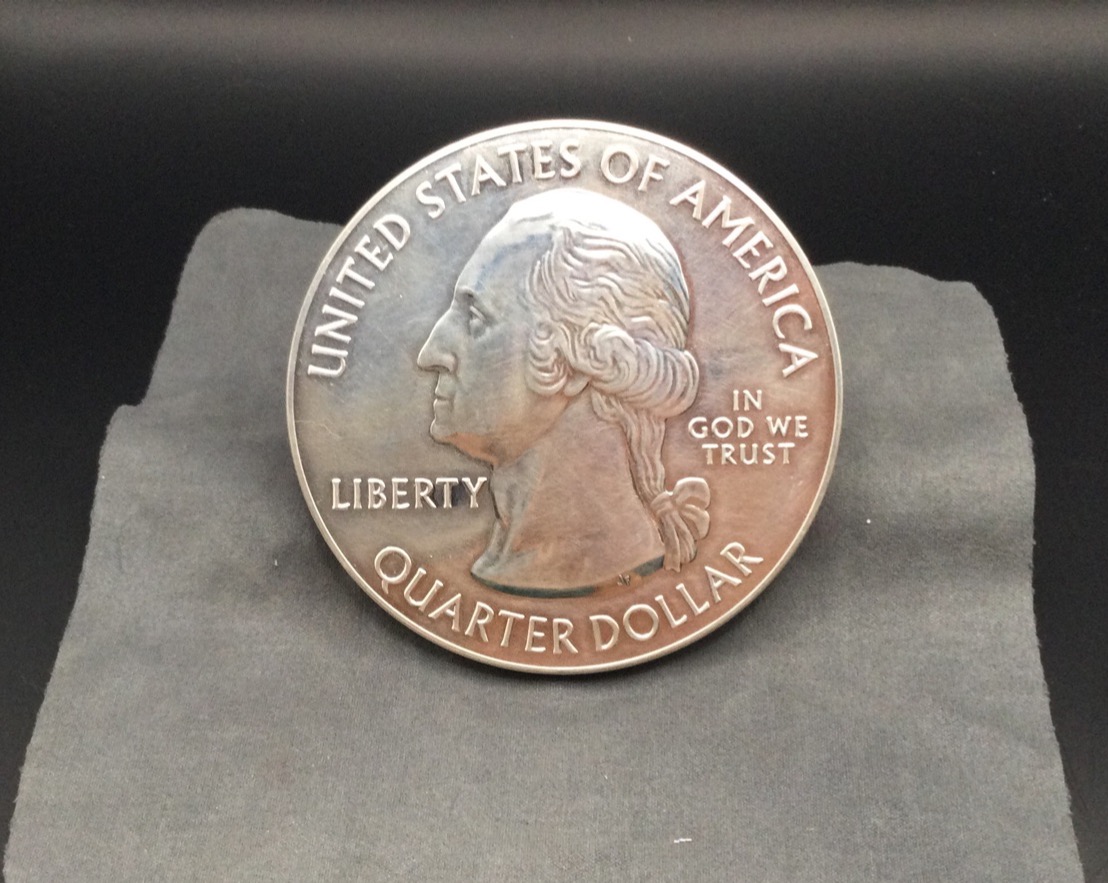 UNITED STATES OF AMERICA
LIBERTY
IN
GOD WE
TRUST
QUARTER DOLLAR